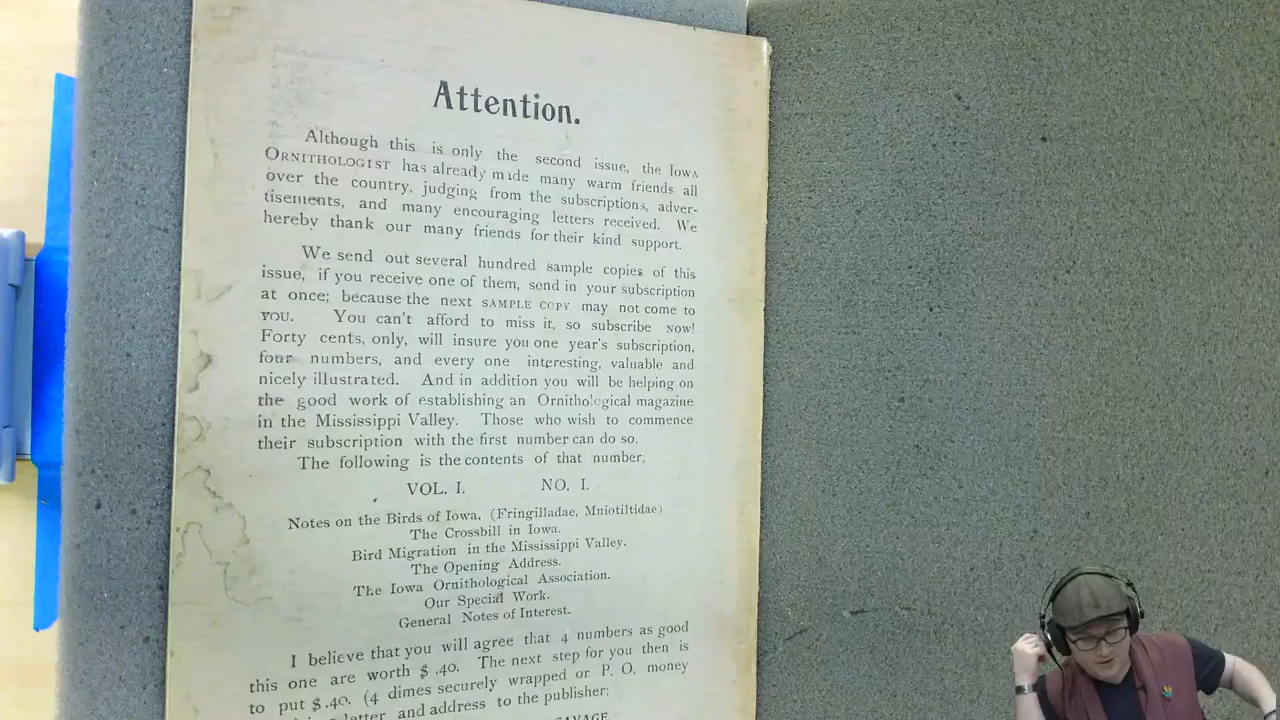 Attention.
Although this is only the second issue, the IOWA
ORNITHOLOGIST has already made many warm friends all
over the country, judging from the subscriptions, adver-
tisements, and many encouraging letters received. We
hereby thank our many friends for their kind support.
We send out several hundred sample copies of this
issue, if you receive one of them, send in your subscription
at once; because the next SAMPLE COPY may not come to
YOU. You can't afford to miss it, so subscribe NOW!
Forty cents, only, will insure you one year's subscription,
four numbers, and every one interesting, valuable and
nicely illustrated. And in addition you will be helping on
the good work of establishing an Ornithological magazine
in the Mississippi Valley. Those who wish to commence
their subscription with the first number can do so.
The following is the contents of that number;
VOL. I. NO. I.
Notes on the Birds of Iowa, (Fringilladae, Mniotiltidae)
The Crossbill in Iowa.
Bird Migration in the Mississippi Valley.
The Opening Address.
The Iowa Ornithological Association.
Our Special Work.
General Notes of Interest.
I believe that you will agree that 4 numbers as good
this one are worth $.40. The next step for you then is
to put $.40. (4 dimes securely wrapped or P. O, money
letter and address to the publisher;
SAVAGE,